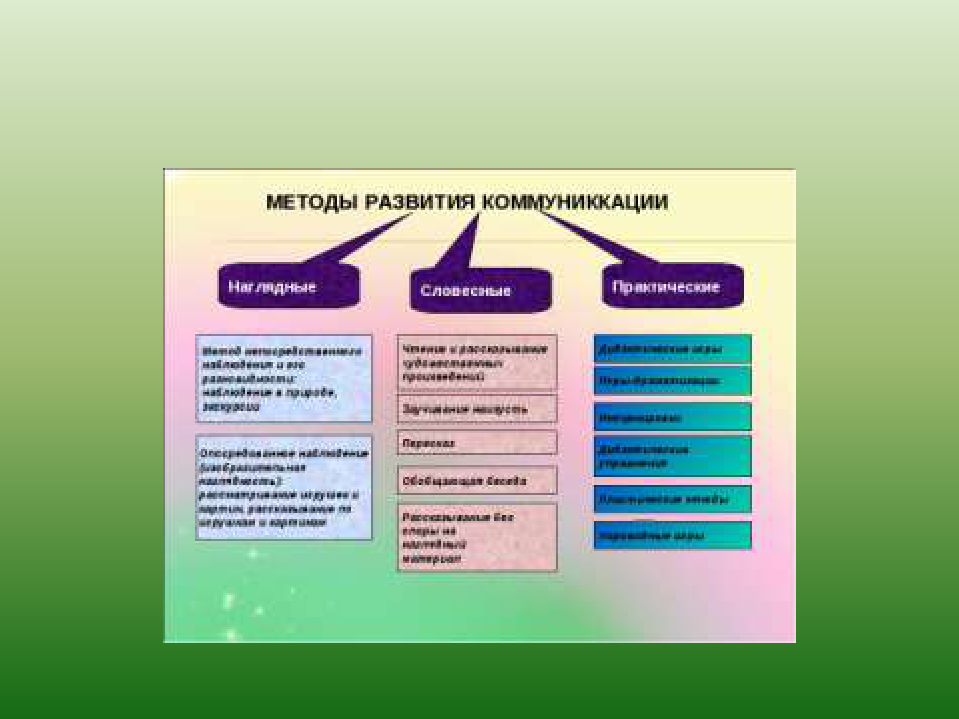 МЕТОДЫ РАЗВИТИЯ КОММУНИККАЦИИ
Наглядные
Словесные
Практические
Метод непосредственного
наблюдения и его
разновидности:
наблюдение в природе,
экскурсии
Опосредованное наблюдение
(изобразительная
наглядность):
рассматривание игрушек и
картин, рассказывание по
игрушкам и картинам
Чтение и рассказывание
художественных
произведений
Заучивание наизусть
Пересказ
Обобщающая беседа
Рассказывание без
опоры на
наглядный
материал
Дидактические игры
Игры-драматизации
Инсценировки
Дидактические
упражнения
Пластические этюды
Хороводные игры